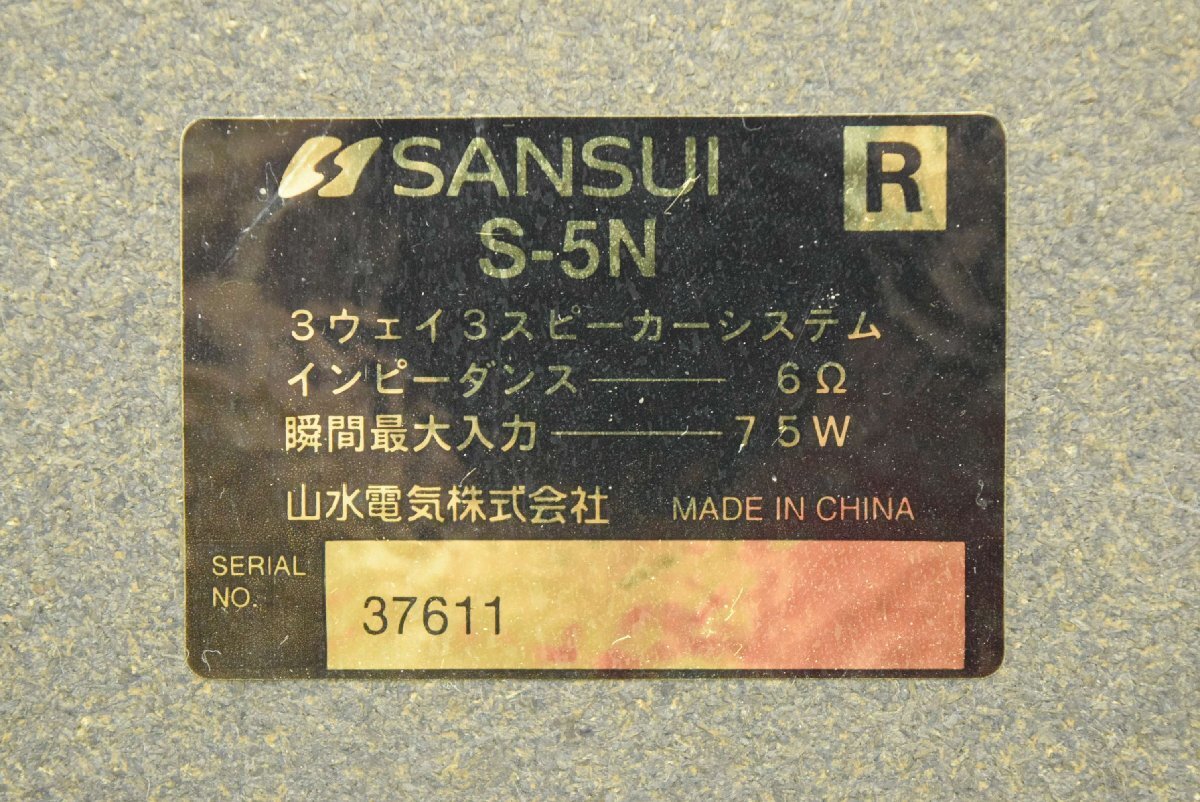 SANSUI
R
S-5N
3ウェイ3スピーカーシステム
インピーダンス 6Ω
瞬間最大入力 75W
山水電気株式会社 MADE IN CHINA
SERIAL
NO.
37611